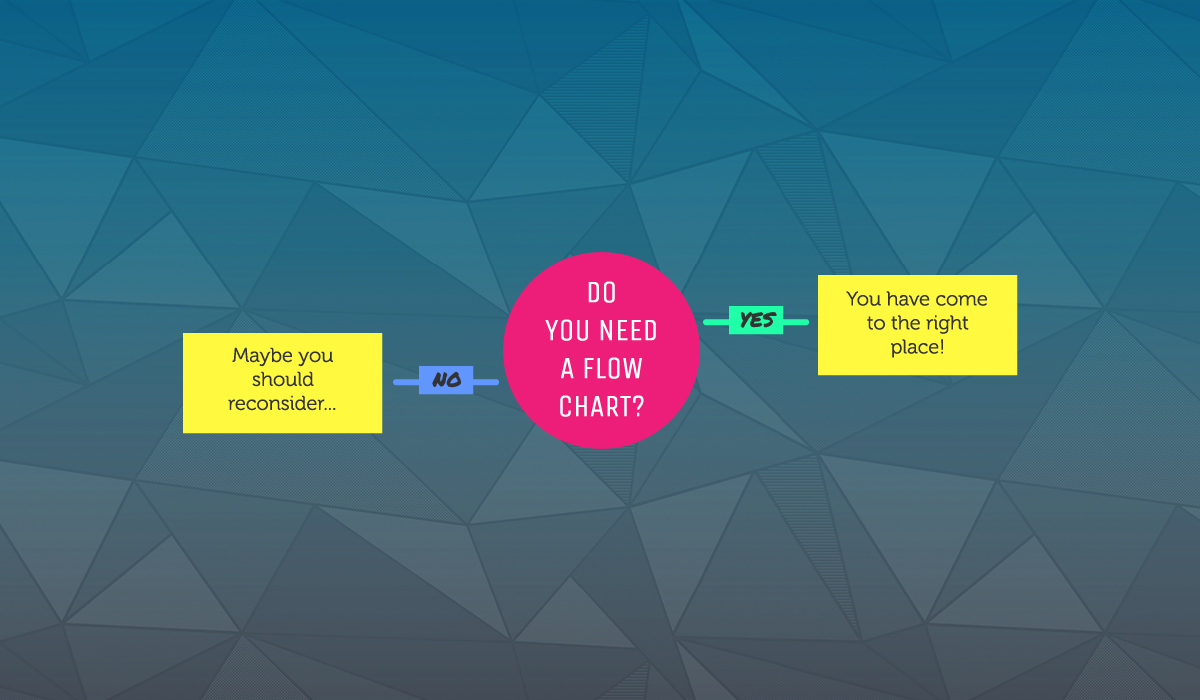 DO
YOU NEED
A FLOW
CHART?
YES
You have come
to the right
place!
NO
Maybe you
should
reconsider...